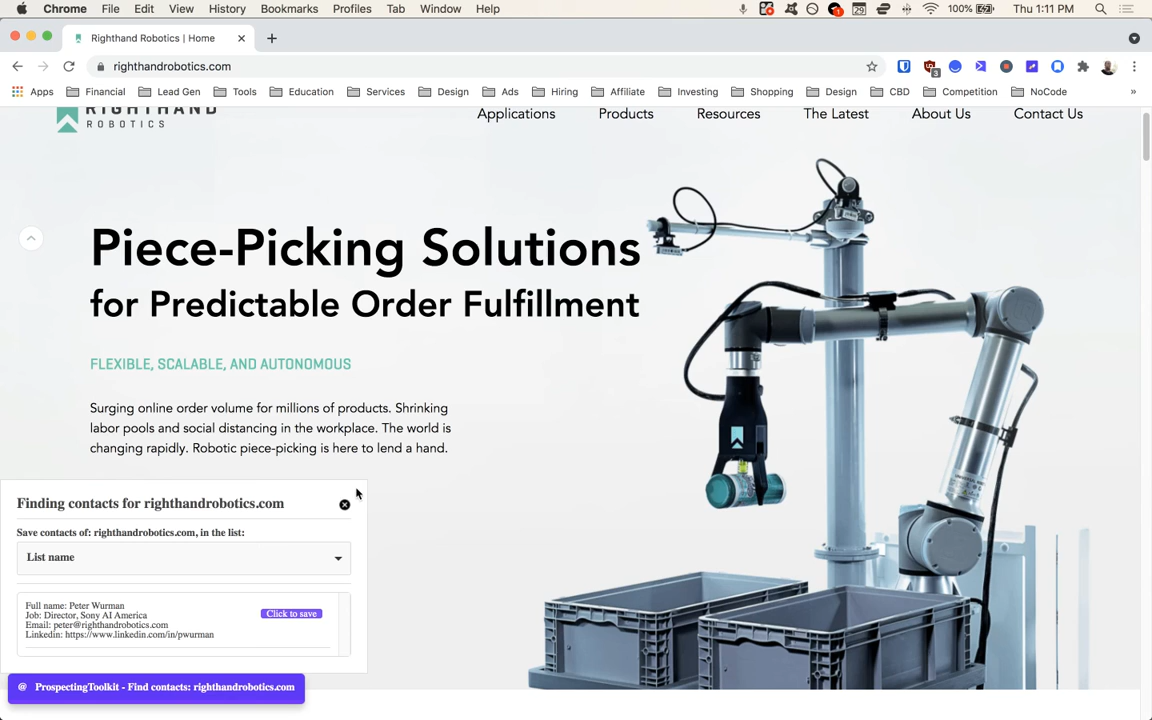 Chrome File Edit View History Bookmarks Profiles Tab Window Help 1 29 100% Thu 1:11 PM
Righthand Robotics | Home
righthandrobotics.com 3
Apps Financial Lead Gen Tools Education Services Design Ads Hiring Affiliate Investing Shopping Design CBD Competition NoCode »
RIGHTHAND
ROBOTICS
Applications Products Resources The Latest About Us Contact Us
Piece-Picking Solutions
for Predictable Order Fulfillment
FLEXIBLE, SCALABLE, AND AUTONOMOUS
Surging online order volume for millions of products. Shrinking
labor pools and social distancing in the workplace. The world is
changing rapidly. Robotic piece-picking is here to lend a hand.
Finding contacts for righthandrobotics.com
Save contacts of: righthandrobotics.com, in the list:
List name
Full name: Peter Wurman
Job: Director, Sony AI America
Email: peter@righthandrobotics.com
Linkedin: https://www.linkedin.com/in/pwurman
Click to save
@ ProspectingToolkit - Find contacts: righthandrobotics.com